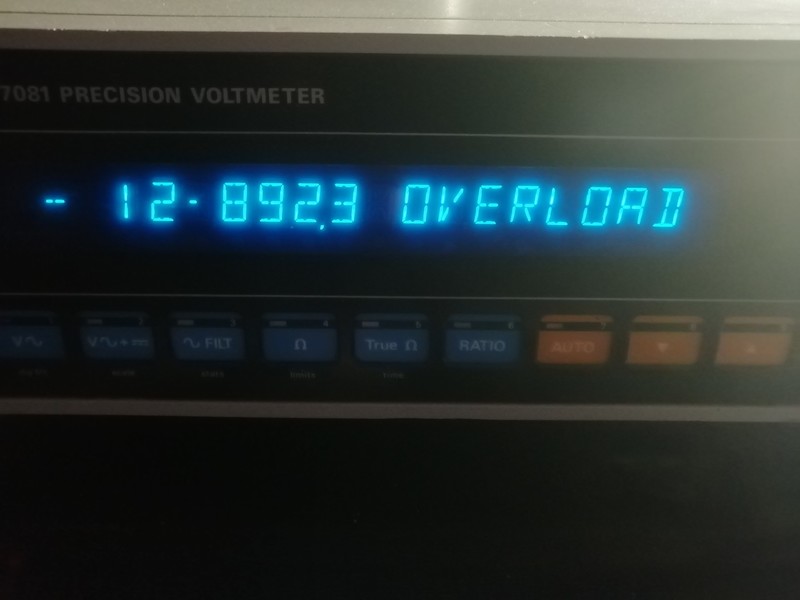 7081 PRECISION VOLTMETER
- 12.892,3 OVERLOAD
V∿ V∿+⎓ ∿ FILT Ω True Ω RATIO AUTO ▼ ▲